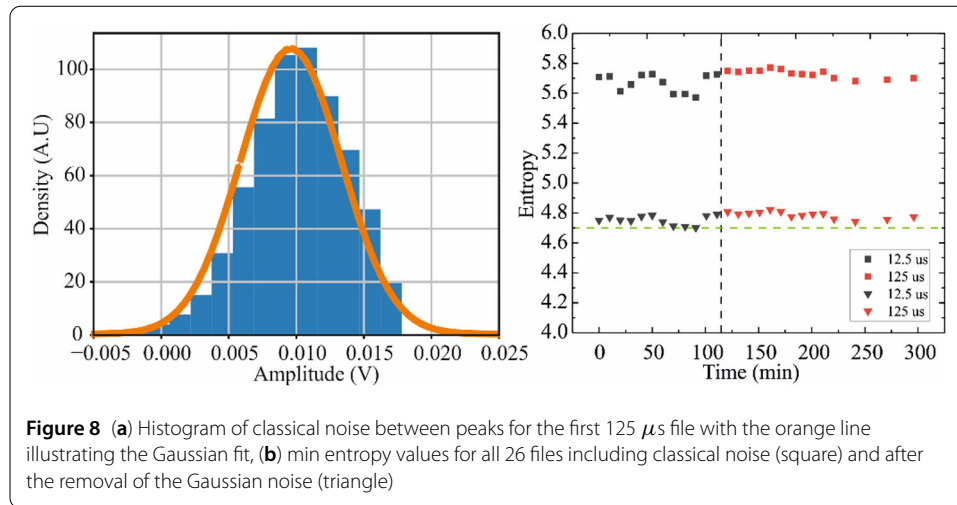 100
80
60
40
20
0
Density (A.U)
−0.005 0.000 0.005 0.010 0.015 0.020 0.025
Amplitude (V)
6.0
5.8
5.6
5.4
5.2
5.0
4.8
4.6
4.4
4.2
4.0
Entropy
12.5 us
125 us
12.5 us
125 us
0 50 100 150 200 250 300
Time (min)
Figure 8 (a) Histogram of classical noise between peaks for the first 125 μs file with the orange line
illustrating the Gaussian fit, (b) min entropy values for all 26 files including classical noise (square) and after
the removal of the Gaussian noise (triangle)